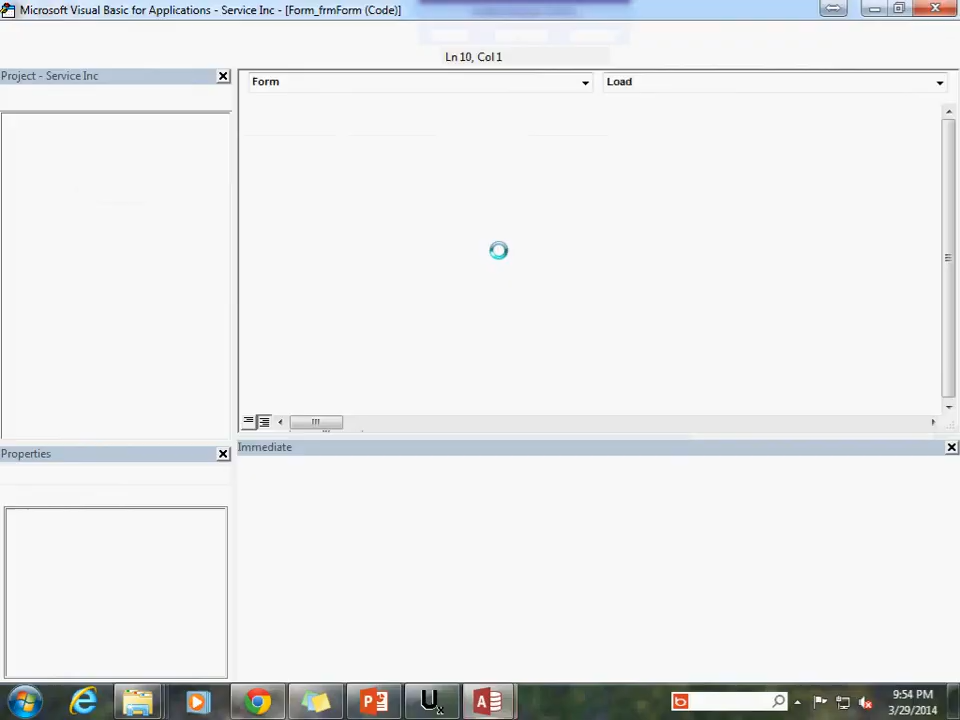 Microsoft Visual Basic for Applications - Service Inc - [Form_frmForm (Code)]
Ln 10, Col 1
Project - Service Inc
Form
Load
Properties
Immediate
9:54 PM
3/29/2014